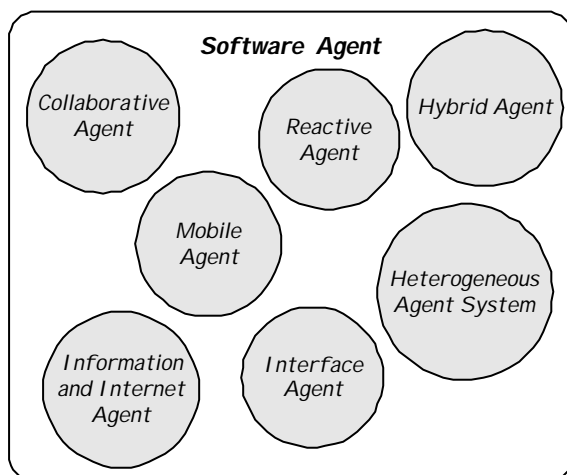 Software Agent
Collaborative
Agent
Reactive
Agent
Hybrid Agent
Mobile
Agent
Heterogeneous
Agent System
Information
and Internet
Agent
Interface
Agent